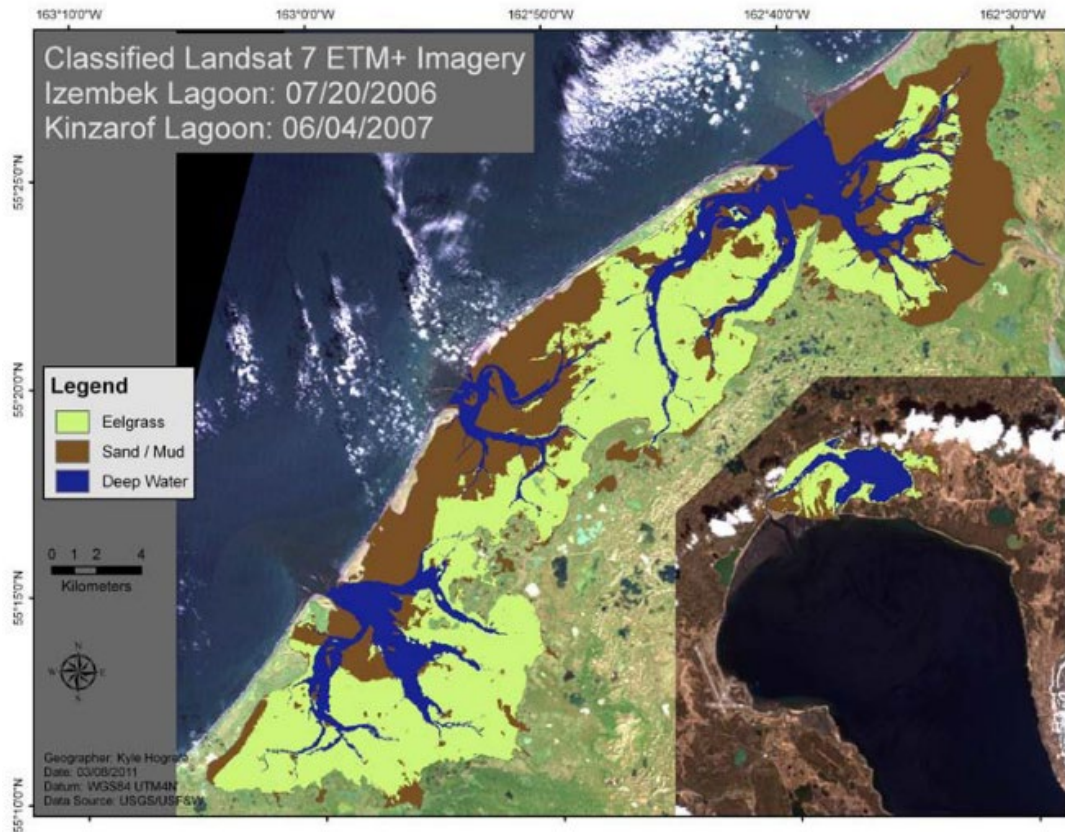 163°10'0"W
163°0'0"W
162°50'0"W
162°40'0"W
162°30'0"W
Classified Landsat 7 ETM+ Imagery
Izembek Lagoon: 07/20/2006
Kinzarof Lagoon: 06/04/2007
55°25'0"N
55°20'0"N
Legend
Eelgrass
Sand / Mud
Deep Water
0 1 2 4
Kilometers
55°15'0"N
N
W E
S
Geographer: Kyle
Date: 03/08/2011
Datum: WGS84 UTM4N
Data Source: USGS/USF&W
55°10'0"N